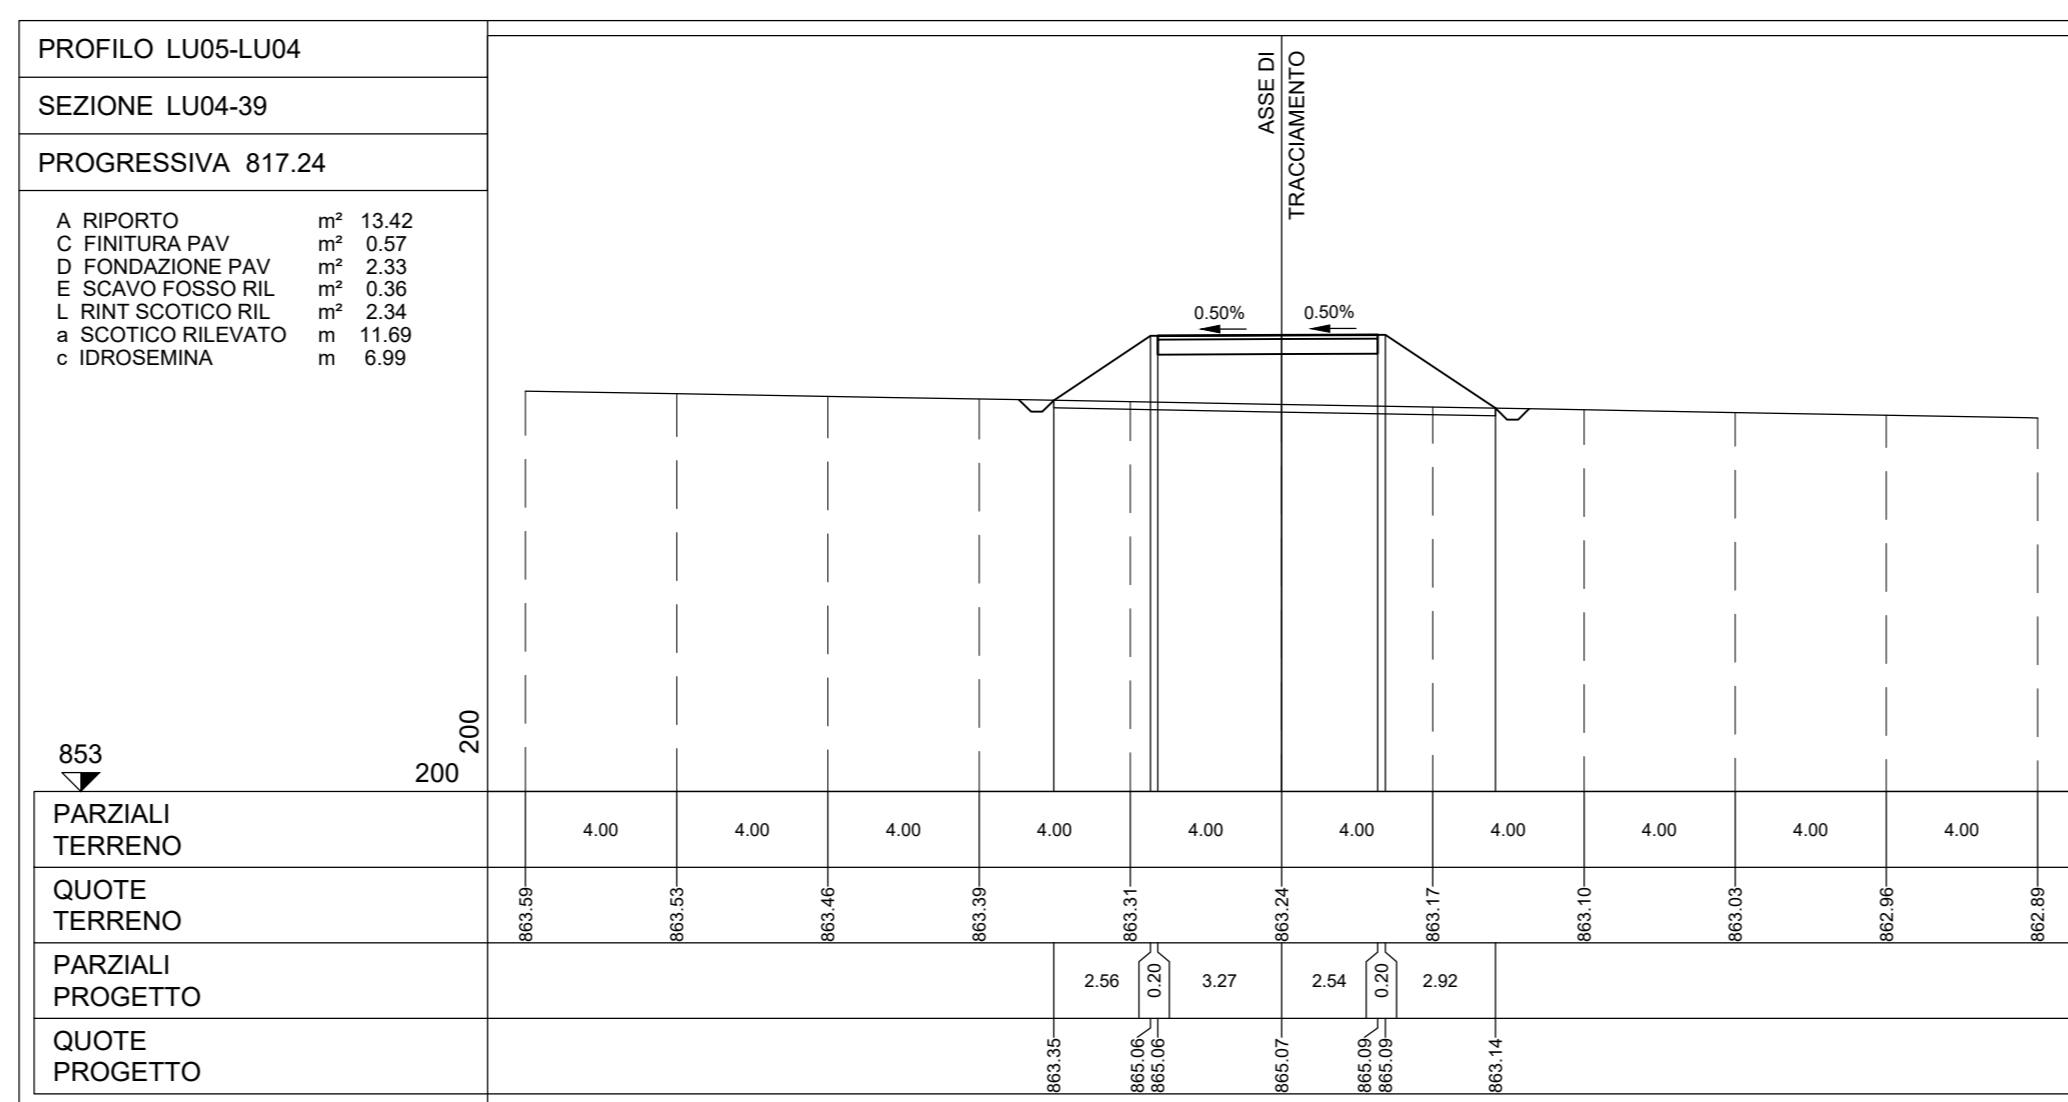 PROFILO LU05-LU04
SEZIONE LU04-39
PROGRESSIVA 817.24
A RIPORTO m² 13.42
C FINITURA PAV m² 0.57
D FONDAZIONE PAV m² 2.33
E SCAVO FOSSO RIL m² 0.36
L RINT SCOTICO RIL m² 2.34
a SCOTICO RILEVATO m 11.69
c IDROSEMINA m 6.99
ASSE DI
TRACCIAMENTO
0.50% 0.50%
853
200
200
PARZIALI
TERRENO
4.00 4.00 4.00 4.00 4.00 4.00 4.00 4.00 4.00 4.00
QUOTE
TERRENO
863.59 863.53 863.46 863.39 863.31 863.24 863.17 863.10 863.03 862.96 862.89
PARZIALI
PROGETTO
2.56 0.20 3.27 2.54 0.20 2.92
QUOTE
PROGETTO
863.35 865.06 865.06 865.07 865.09 865.09 863.14